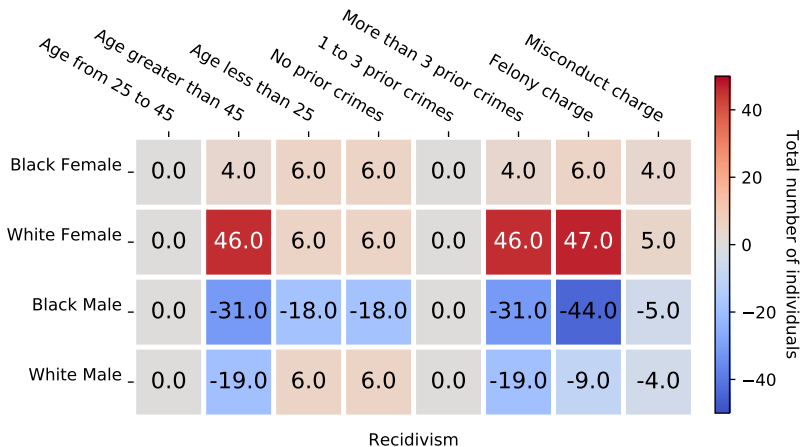 Age from 25 to 45
Age greater than 45
Age less than 25
No prior crimes
1 to 3 prior crimes
More than 3 prior crimes
Felony charge
Misconduct charge
Black Female 0.0 4.0 6.0 6.0 0.0 4.0 6.0 4.0
White Female 0.0 46.0 6.0 6.0 0.0 46.0 47.0 5.0
Black Male 0.0 -31.0 -18.0 -18.0 0.0 -31.0 -44.0 -5.0
White Male 0.0 -19.0 6.0 6.0 0.0 -19.0 -9.0 -4.0
Recidivism
40
20
0
−20
−40
Total number of individuals